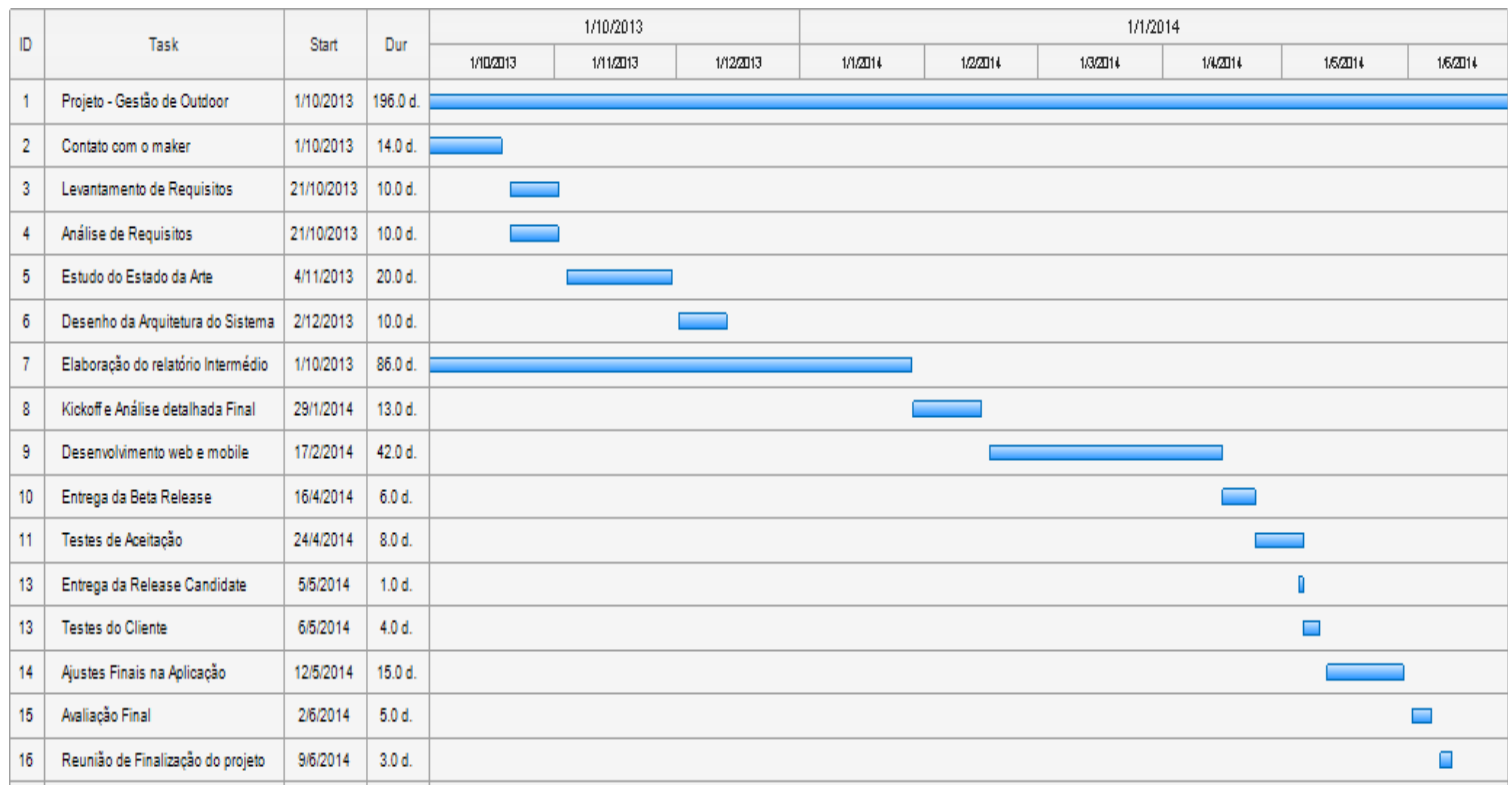 ID Task Start Dur 1/10/2013 1/1/2014
1/10/2013 1/11/2013 1/12/2013 1/1/2014 1/2/2014 1/3/2014 1/4/2014 1/5/2014 1/6/2014
1 Projeto - Gestão de Outdoor 1/10/2013 196.0 d.
2 Contato com o maker 1/10/2013 14.0 d.
3 Levantamento de Requisitos 21/10/2013 10.0 d.
4 Análise de Requisitos 21/10/2013 10.0 d.
5 Estudo do Estado da Arte 4/11/2013 20.0 d.
6 Desenho da Arquitetura do Sistema 2/12/2013 10.0 d.
7 Elaboração do relatório Intermédio 1/10/2013 86.0 d.
8 Kickoff e Análise detalhada Final 29/1/2014 13.0 d.
9 Desenvolvimento web e mobile 17/2/2014 42.0 d.
10 Entrega da Beta Release 16/4/2014 6.0 d.
11 Testes de Aceitação 24/4/2014 8.0 d.
13 Entrega da Release Candidate 5/5/2014 1.0 d.
13 Testes do Cliente 6/5/2014 4.0 d.
14 Ajustes Finais na Aplicação 12/5/2014 15.0 d.
15 Avaliação Final 2/6/2014 5.0 d.
16 Reunião de Finalização do projeto 9/6/2014 3.0 d.